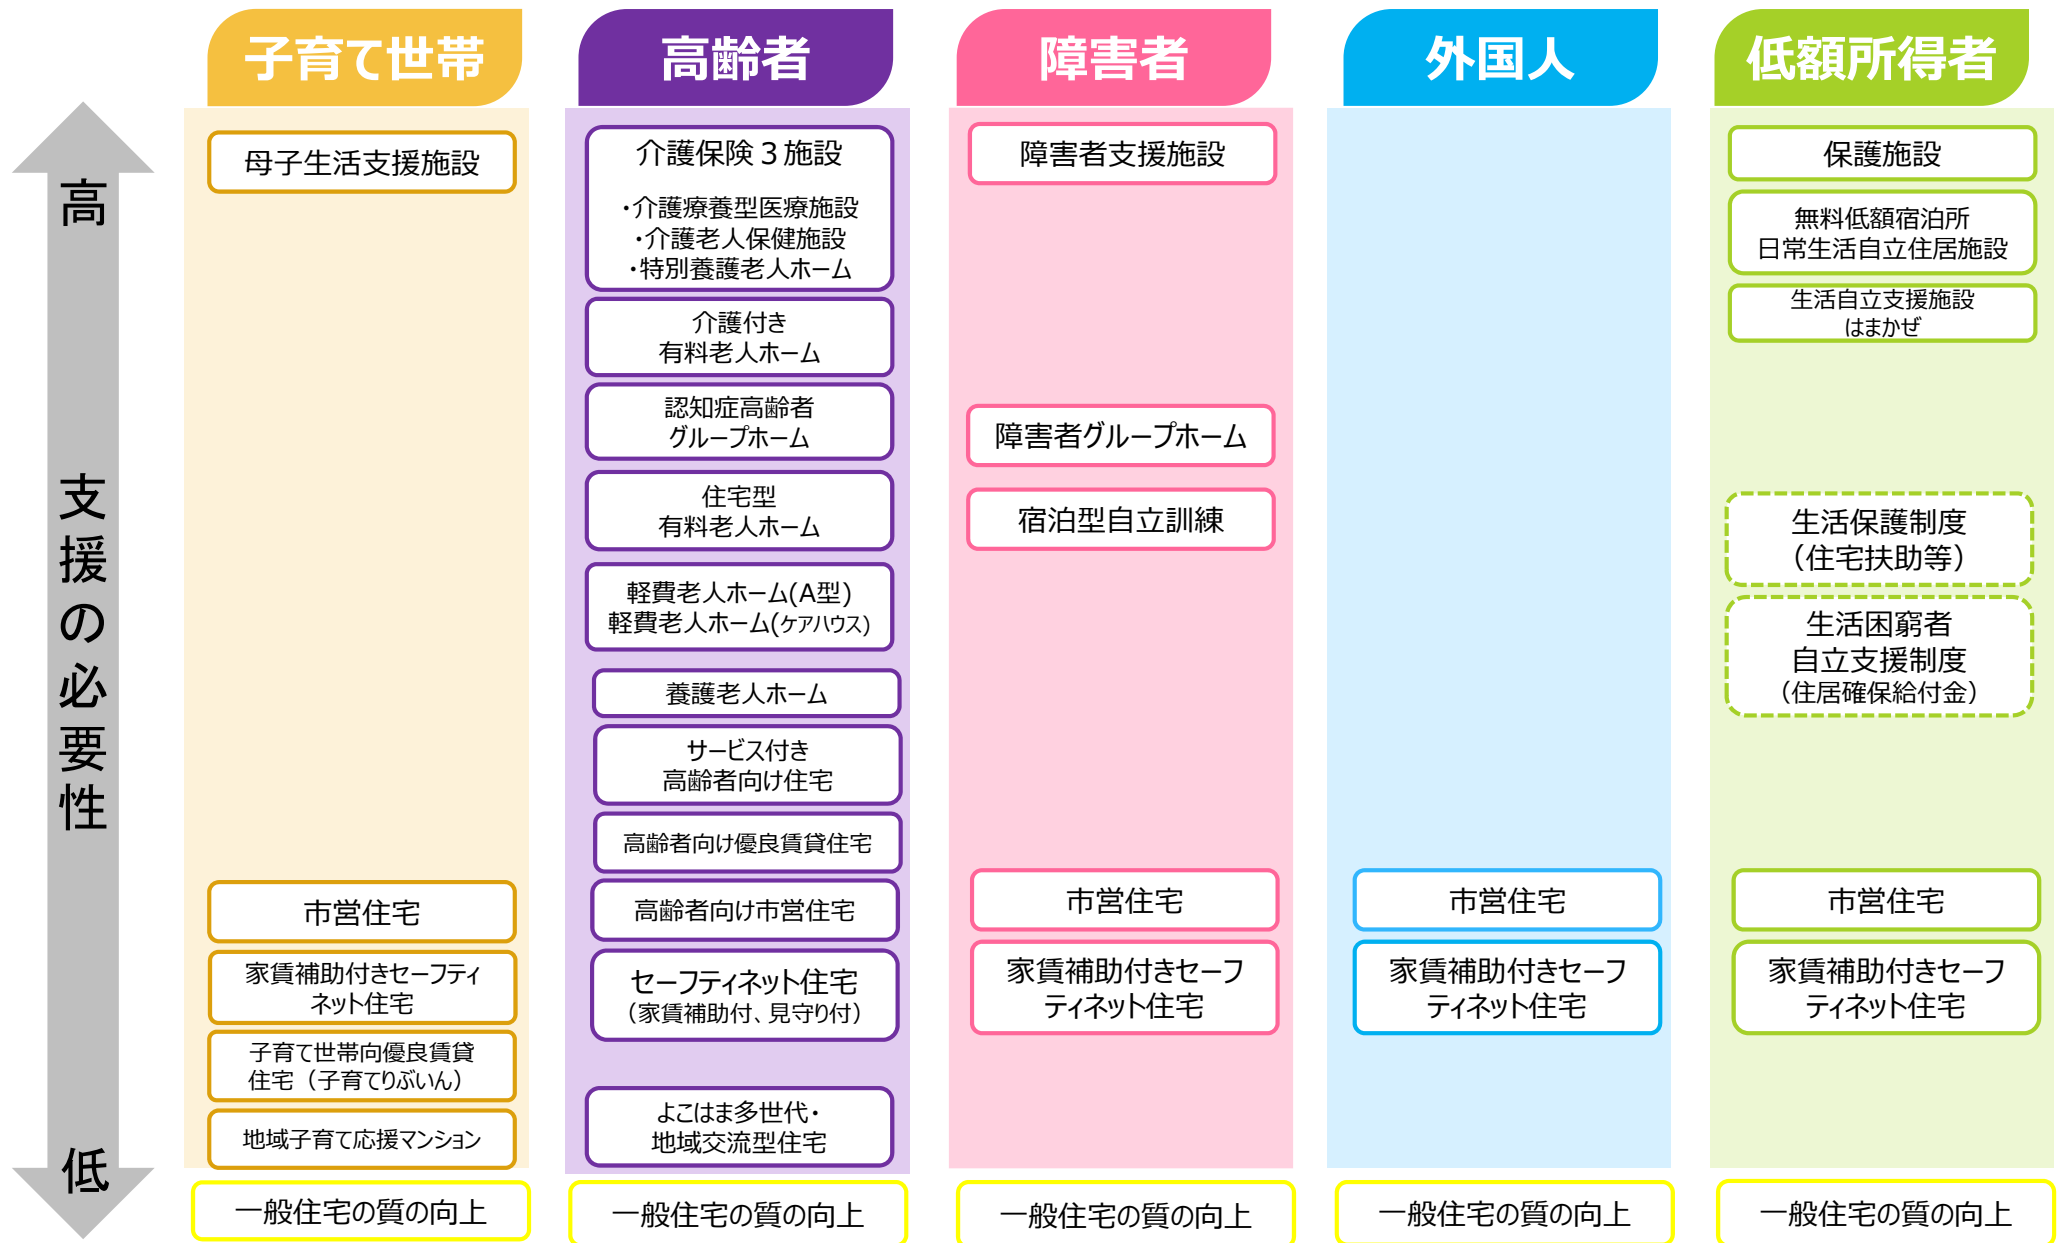 子育て世帯
高齢者
障害者
外国人
低額所得者
高
支援の必要性
低
母子生活支援施設
市営住宅
家賃補助付きセーフティ
ネット住宅
子育て世帯向優良賃貸
住宅（子育てりぶいん）
地域子育て応援マンション
一般住宅の質の向上
介護保険３施設
・介護療養型医療施設
・介護老人保健施設
・特別養護老人ホーム
介護付き
有料老人ホーム
認知症高齢者
グループホーム
住宅型
有料老人ホーム
軽費老人ホーム(A型)
軽費老人ホーム(ケアハウス)
養護老人ホーム
サービス付き
高齢者向け住宅
高齢者向け優良賃貸住宅
高齢者向け市営住宅
セーフティネット住宅
（家賃補助付、見守り付）
よこはま多世代・
地域交流型住宅
一般住宅の質の向上
障害者支援施設
障害者グループホーム
宿泊型自立訓練
市営住宅
家賃補助付きセーフ
ティネット住宅
一般住宅の質の向上
市営住宅
家賃補助付きセーフ
ティネット住宅
一般住宅の質の向上
保護施設
無料低額宿泊所
日常生活自立住居施設
生活自立支援施設
はまかぜ
生活保護制度
（住宅扶助等）
生活困窮者
自立支援制度
（住居確保給付金）
市営住宅
家賃補助付きセーフ
ティネット住宅
一般住宅の質の向上